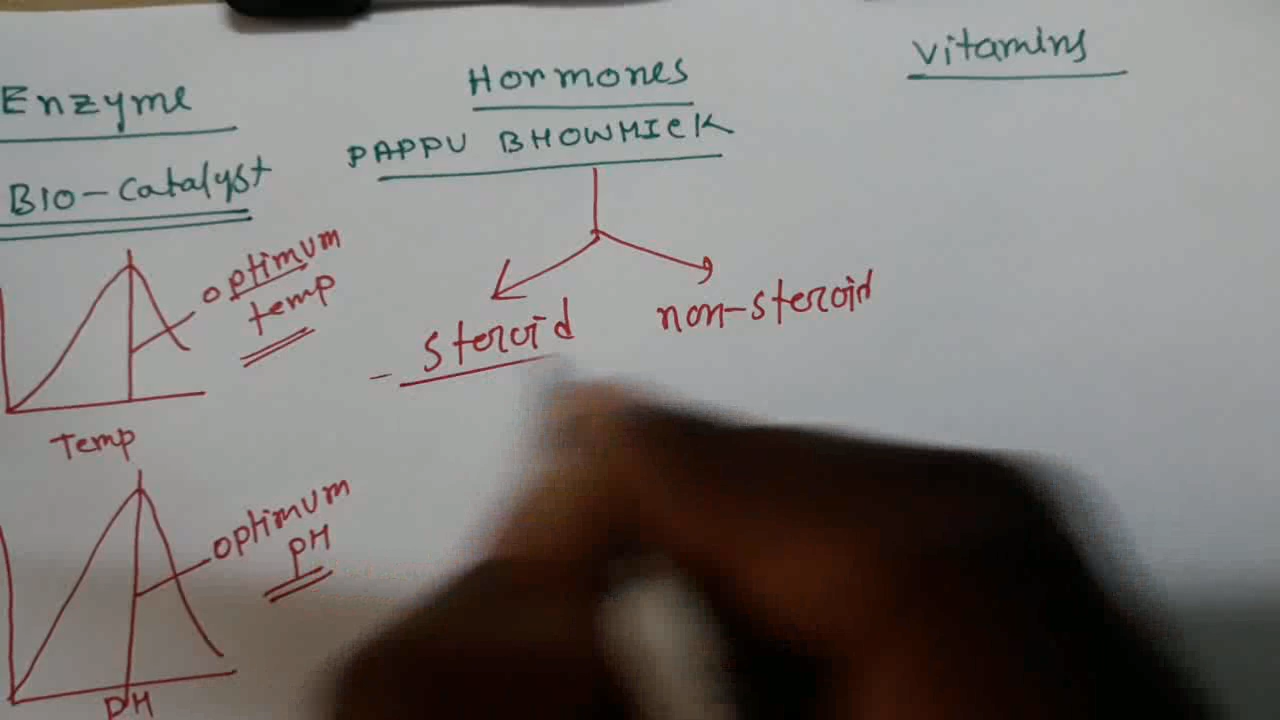 Enzyme
Bio-Catalyst
optimum
temp
Temp
optimum
pH
PH
Hormones
PAPPU BHOWMICK
Steroid
non-steroid
Vitamins